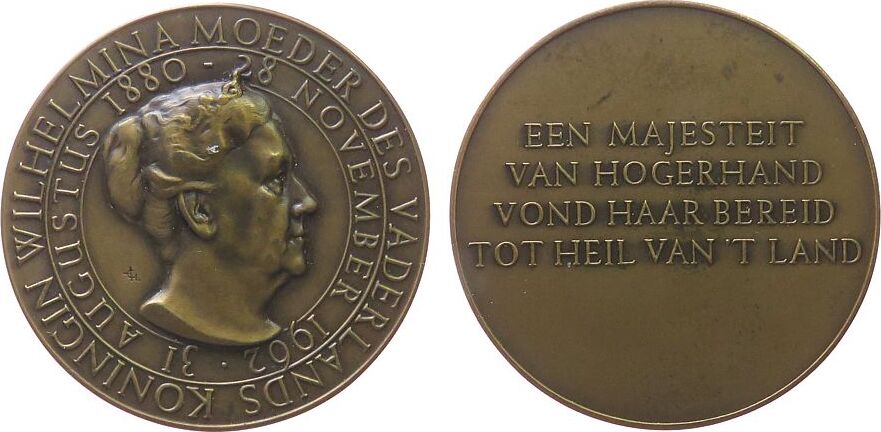 KONINGIN WILHELMINA MOEDER DES VADERLANDS
31 AUGUSTUS 1880 - 28 NOVEMBER 1962 ·
EEN MAJESTEIT
VAN HOGERHAND
VOND HAAR BEREID
TOT HEIL VAN 'T LAND